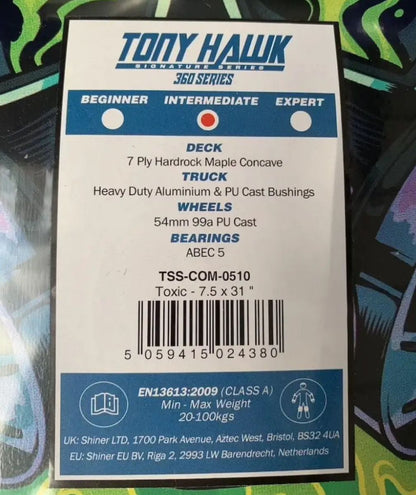 TONY HAWK
SIGNATURE SERIES
360 SERIES
BEGINNER INTERMEDIATE EXPERT
DECK
7 Ply Hardrock Maple Concave
TRUCK
Heavy Duty Aluminium & PU Cast Bushings
WHEELS
54mm 99a PU Cast
BEARINGS
ABEC 5
TSS-COM-0510
Toxic - 7.5 x 31 "
5 059415 024380
EN13613:2009 (CLASS A)
Min - Max Weight
20-100kgs
UK: Shiner LTD, 1700 Park Avenue, Aztec West, Bristol, BS32 4UA
EU: Shiner EU BV, Riga 2, 2993 LW Barendrecht, Netherlands